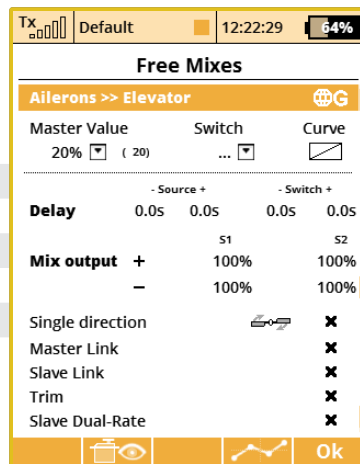 Tx Default 12:22:29 64%
Free Mixes
Ailerons >> Elevator G
Master Value Switch Curve
20% ( 20) ...
- Source + - Switch +
Delay 0.0s 0.0s 0.0s 0.0s
S1 S2
Mix output + 100% 100%
− 100% 100%
Single direction
Master Link
Slave Link
Trim
Slave Dual-Rate
Ok